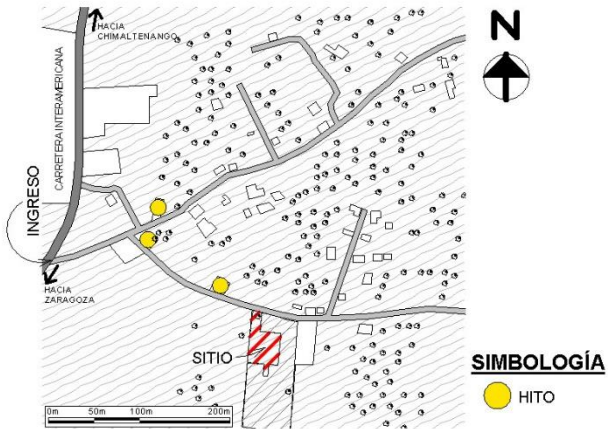 HACIA
CHIMALTENANGO
N
CARRETERA INTERAMERICANA
INGRESO
HACIA
ZARAGOZA
SITIO
SIMBOLOGÍA
HITO
0m 50m 100m 200m